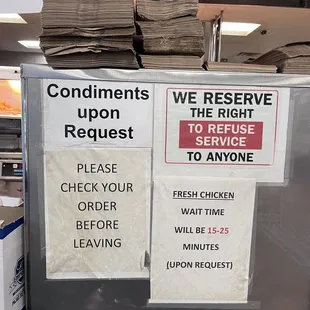 Condiments
upon
Request
WE RESERVE
THE RIGHT
TO REFUSE
SERVICE
TO ANYONE
PLEASE
CHECK YOUR
ORDER
BEFORE
LEAVING
FRESH CHICKEN
WAIT TIME
WILL BE 15-25
MINUTES
(UPON REQUEST)